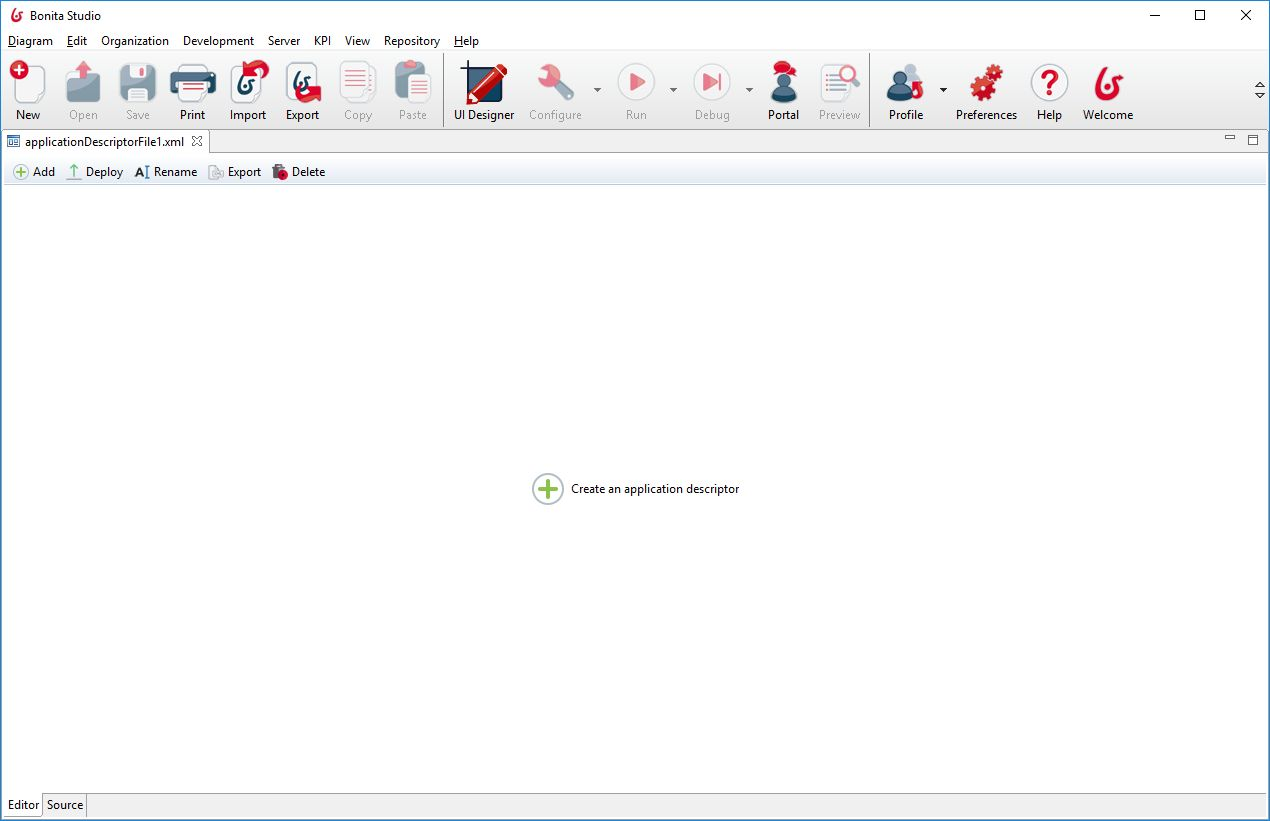 Bonita Studio
Diagram Edit Organization Development Server KPI View Repository Help
New Open Save Print Import Export Copy Paste UI Designer Configure Run Debug Portal Preview Profile Preferences Help Welcome
applicationDescriptorFile1.xml
Add Deploy Rename Export Delete
Create an application descriptor
Editor Source